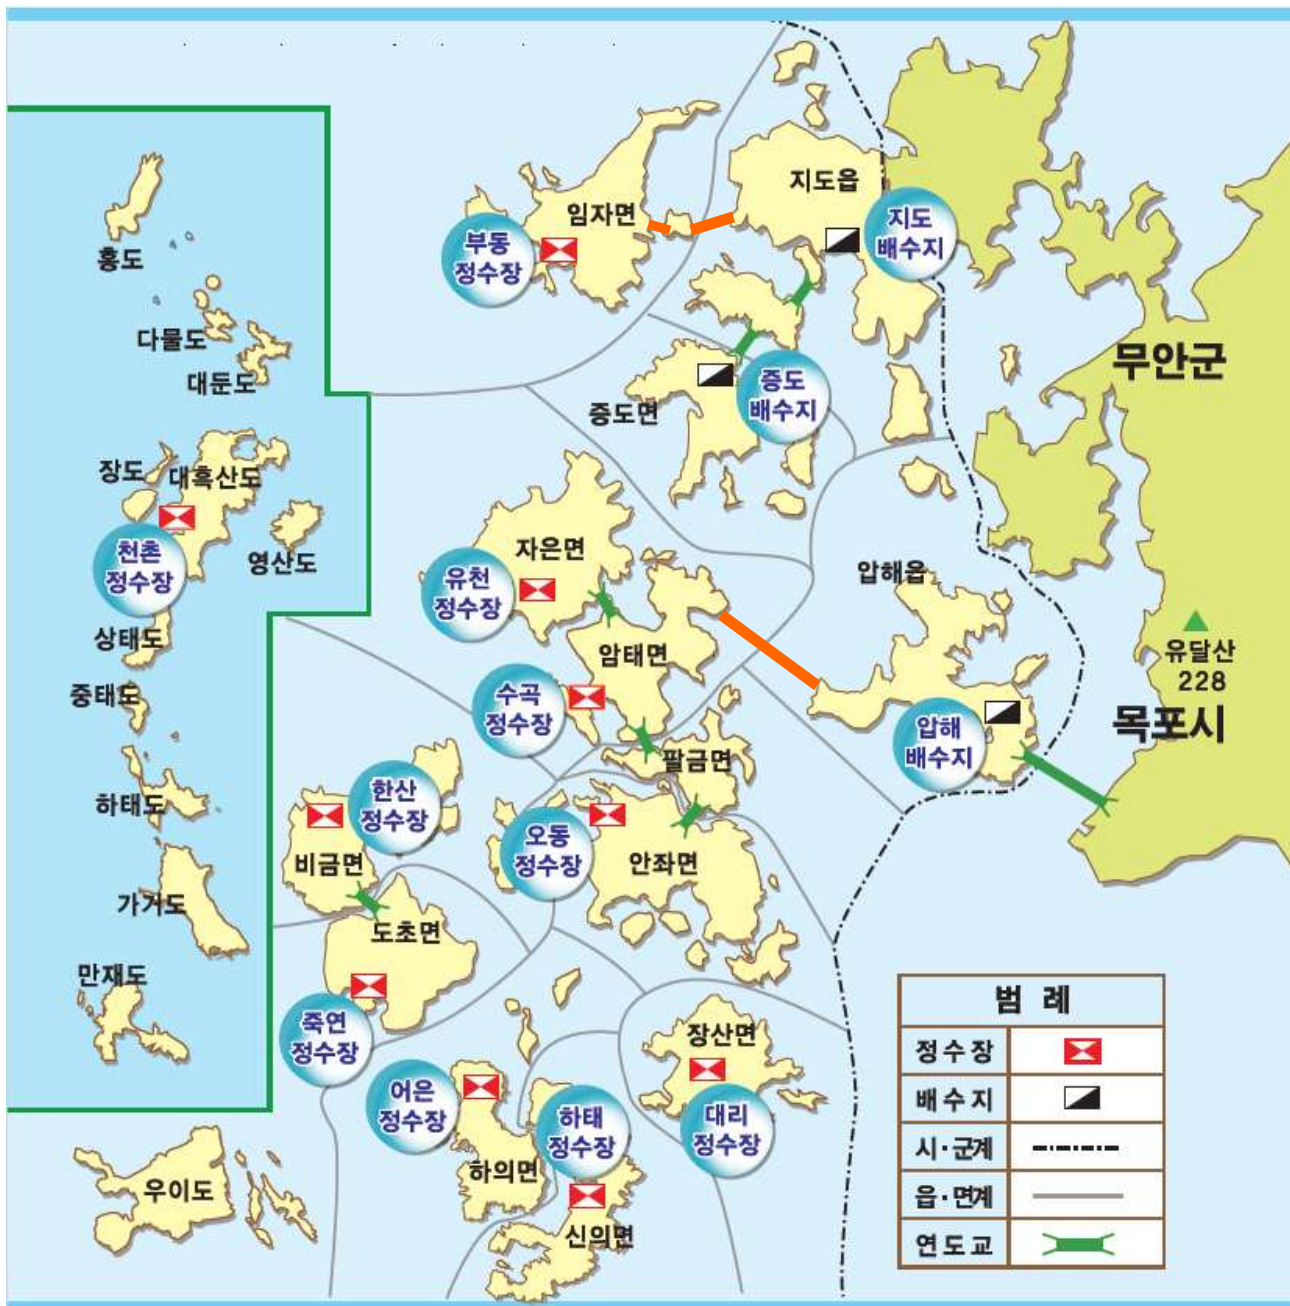 지도읍
임자면
지도
배수지
부동
정수장
홍도
다물도
대둔도
무안군
증도
배수지
증도면
장도
대흑산도
영산도
천촌
정수장
자은면
유천
정수장
압해읍
상태도
암태면
유달산
228
중태도
수곡
정수장
목포시
압해
배수지
팔금면
하태도
한산
정수장
비금면
오동
정수장
안좌면
가거도
도초면
만재도
죽연
정수장
장산면
어은
정수장
하태
정수장
대리
정수장
하의면
우이도
신의면
범 례
정수장
배수지
시·군계
읍·면계
연도교